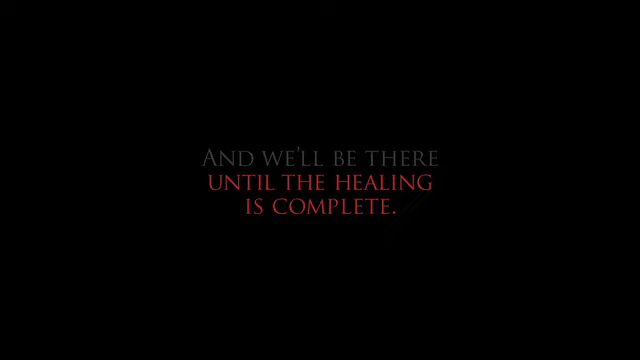 AND WE'LL BE THERE
UNTIL THE HEALING
IS COMPLETE.